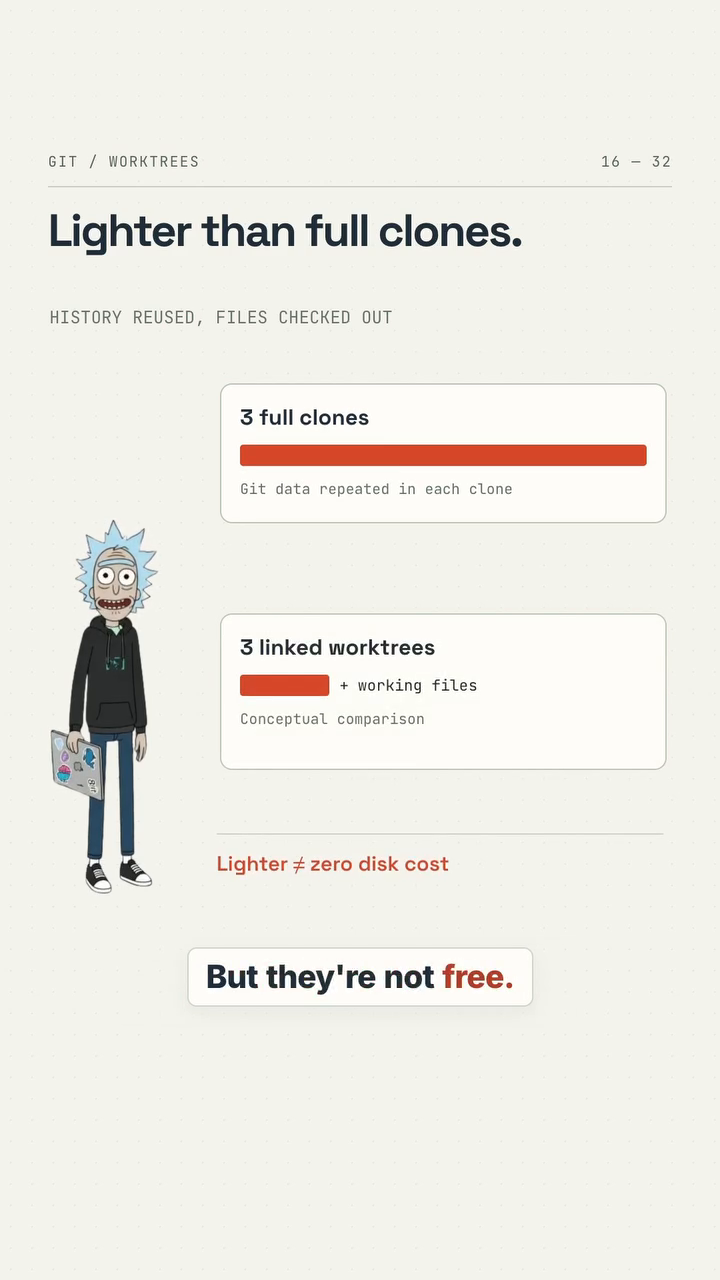 GIT / WORKTREES
16 — 32
Lighter than full clones.
HISTORY REUSED, FILES CHECKED OUT
3 full clones
Git data repeated in each clone
3 linked worktrees
+ working files
Conceptual comparison
Lighter ≠ zero disk cost
But they're not free.